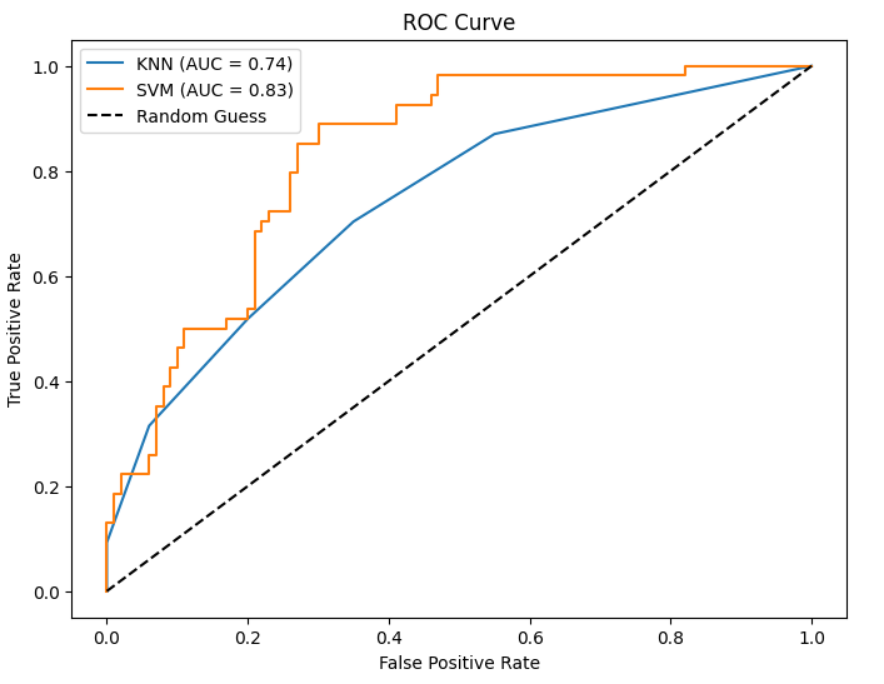 ROC Curve
KNN (AUC = 0.74)
SVM (AUC = 0.83)
Random Guess
True Positive Rate
1.0
0.8
0.6
0.4
0.2
0.0
0.0 0.2 0.4 0.6 0.8 1.0
False Positive Rate